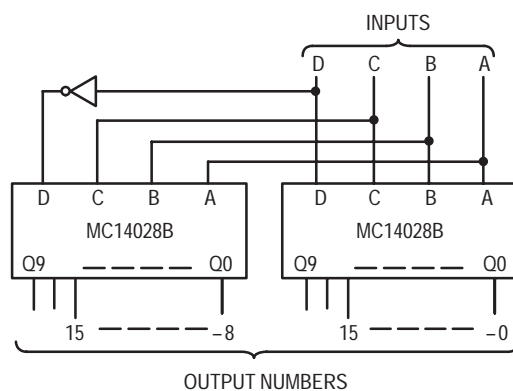 INPUTS
D C B A
D C B A D C B A
MC14028B MC14028B
Q9 Q0 Q9 Q0
15 –8 15 –0
OUTPUT NUMBERS